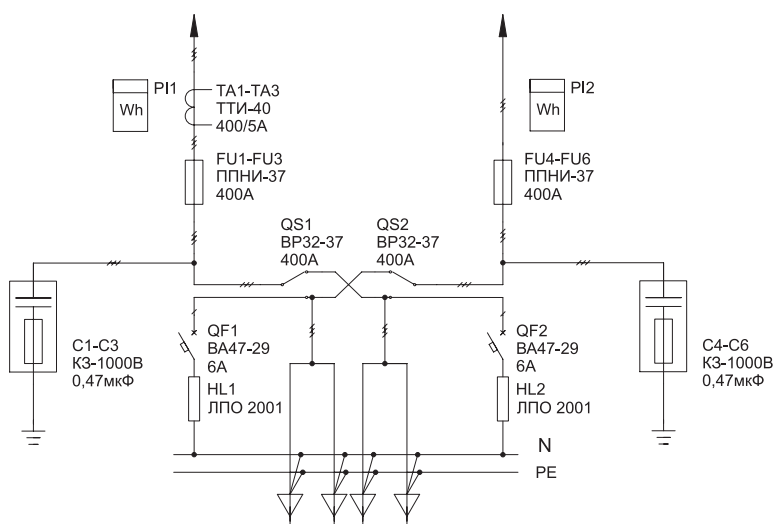 PI1
Wh
TA1-TA3
ТТИ-40
400/5А
PI2
Wh
FU1-FU3
ППНИ-37
400А
FU4-FU6
ППНИ-37
400А
QS1
ВР32-37
400А
QS2
ВР32-37
400А
C1-C3
КЗ-1000В
0,47мкФ
QF1
ВА47-29
6А
HL1
ЛПО 2001
QF2
ВА47-29
6А
HL2
ЛПО 2001
C4-C6
КЗ-1000В
0,47мкФ
N
PE